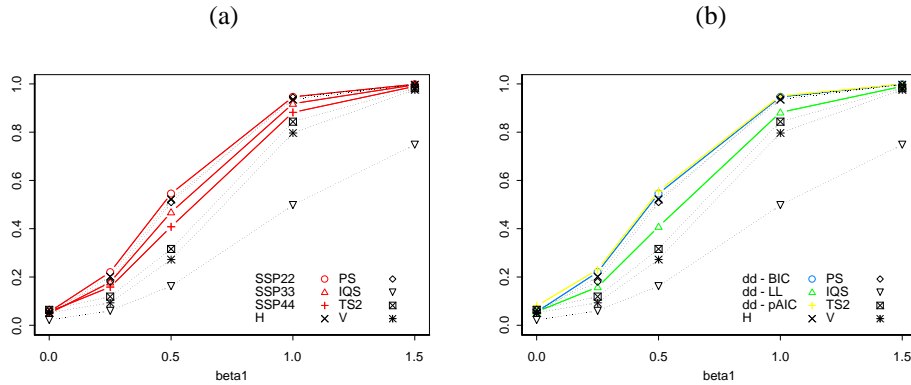 (a)
(b)
0.0 0.2 0.4 0.6 0.8 1.0
SSP22 PS
SSP33 IQS
SSP44 TS2
H V
0.0 0.5 1.0 1.5
beta1
0.0 0.2 0.4 0.6 0.8 1.0
dd - BIC PS
dd - LL IQS
dd - pAIC TS2
H V
0.0 0.5 1.0 1.5
beta1